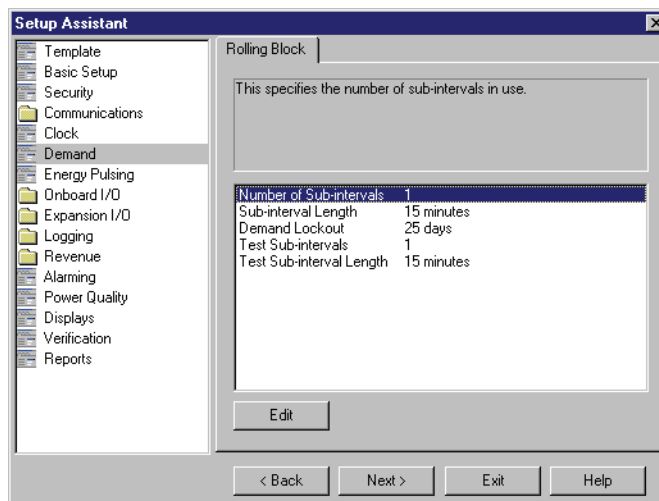 Setup Assistant
Template
Basic Setup
Security
Communications
Clock
Demand
Energy Pulsing
Onboard I/O
Expansion I/O
Logging
Revenue
Alarming
Power Quality
Displays
Verification
Reports
Rolling Block
This specifies the number of sub-intervals in use.
Number of Sub-intervals 1
Sub-interval Length 15 minutes
Demand Lockout 25 days
Test Sub-intervals 1
Test Sub-interval Length 15 minutes
Edit
< Back Next > Exit Help